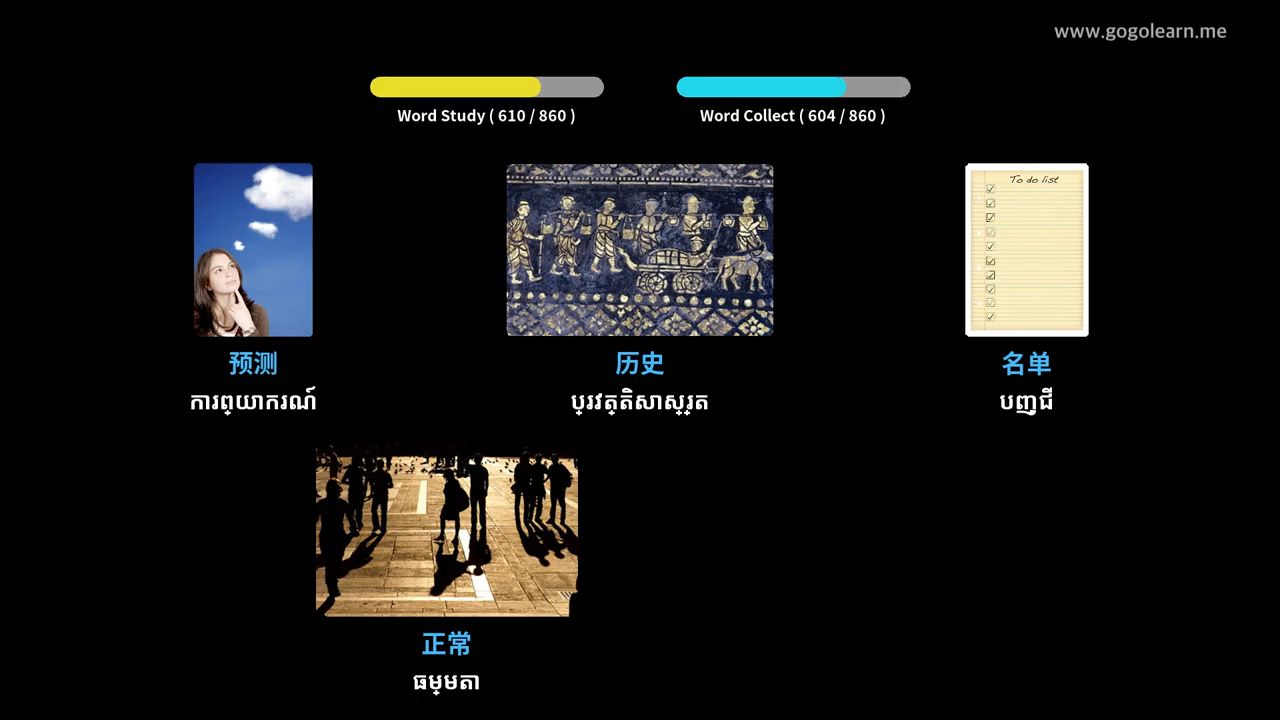 www.gogolearn.me
Word Study ( 610 / 860 )
Word Collect ( 604 / 860 )
To do list
预测
历史
名单
ការព្យាករណ៍
ប្រវត្តិសាស្រ្ត
បញ្ជី
正常
ធម្មតា